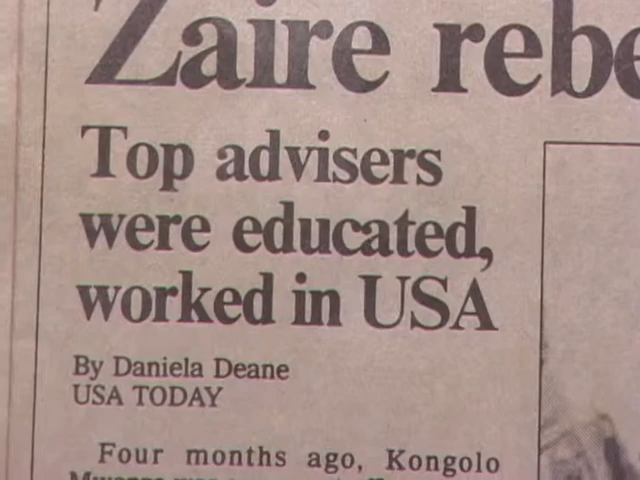 Zaire rebe
Top advisers
were educated,
worked in USA
By Daniela Deane
USA TODAY
Four months ago, Kongolo